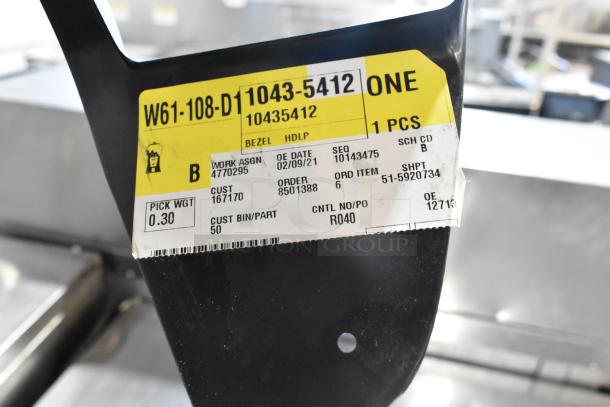 W61-108-D1 1043-5412 ONE
10435412
BEZEL HDLP 1 PCS
B WORK ASGN OE DATE SEQ SCH CD
4770295 02/09/21 10143475 B
CUST ORDER ORD ITEM SHPT
167170 8501388 6 51-5920734
PICK WGT
0.30
CUST BIN/PART CNTL NO/PO OE
50 R040 12713
AUCTION GROUP